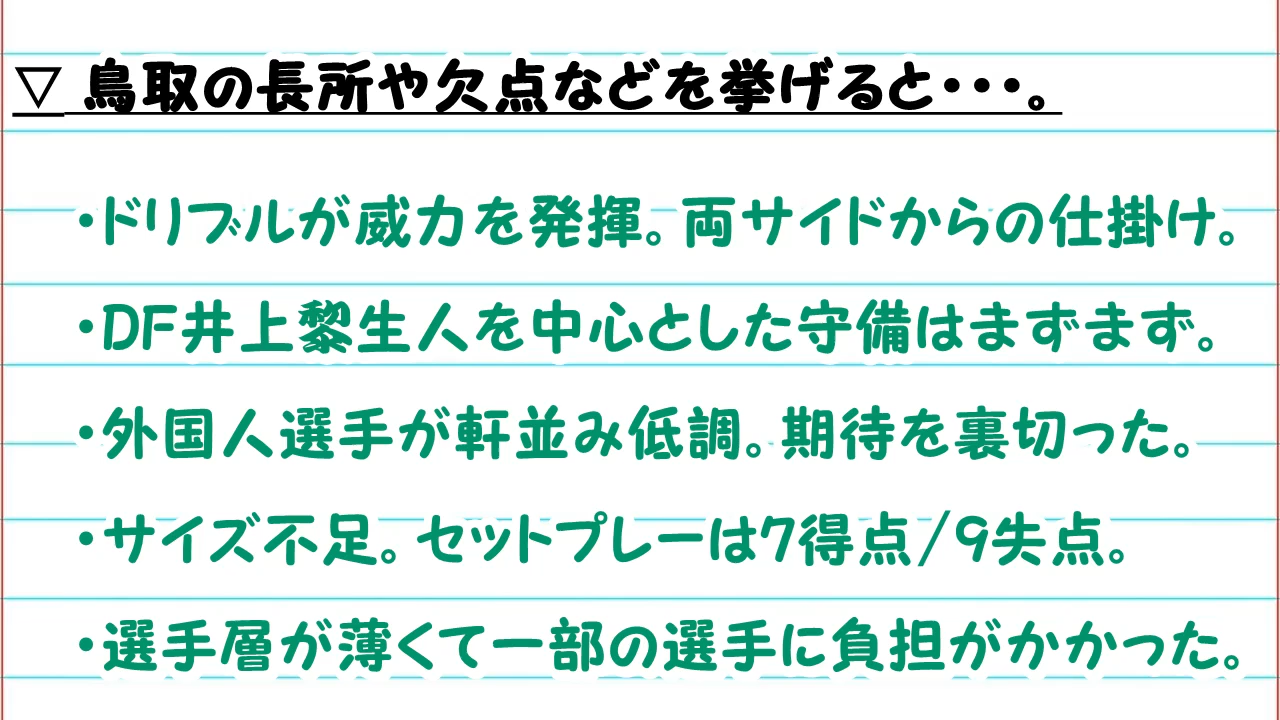 ▽ 鳥取の長所や欠点などを挙げると・・・。
・ドリブルが威力を発揮。両サイドからの仕掛け。
・DF井上黎生人を中心とした守備はまずまず。
・外国人選手が軒並み低調。期待を裏切った。
・サイズ不足。セットプレーは7得点/9失点。
・選手層が薄くて一部の選手に負担がかかった。